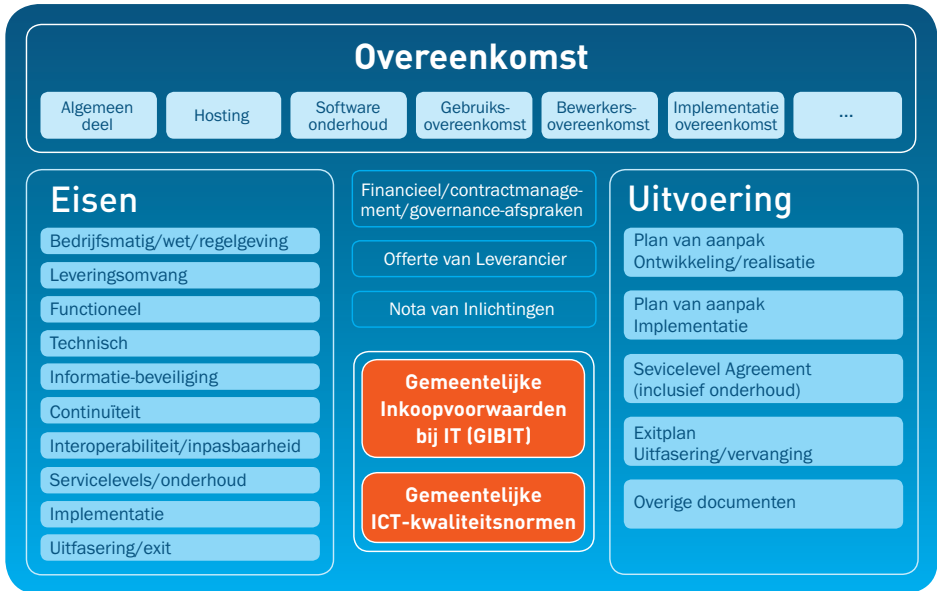 Overeenkomst
Algemeen
deel
Hosting
Software
onderhoud
Gebruiks-
overeenkomst
Bewerkers-
overeenkomst
Implementatie
overeenkomst
...
Eisen
Bedrijfsmatig/wet/regelgeving
Leveringsomvang
Functioneel
Technisch
Informatie-beveiliging
Continuïteit
Interoperabiliteit/inpasbaarheid
Servicelevels/onderhoud
Implementatie
Uitfasering/exit
Financieel/contractmanage-
ment/governance-afspraken
Offerte van Leverancier
Nota van Inlichtingen
Gemeentelijke
Inkoopvoorwaarden
bij IT (GIBIT)
Gemeentelijke
ICT-kwaliteitsnormen
Uitvoering
Plan van aanpak
Ontwikkeling/realisatie
Plan van aanpak
Implementatie
Sevicelevel Agreement
(inclusief onderhoud)
Exitplan
Uitfasering/vervanging
Overige documenten